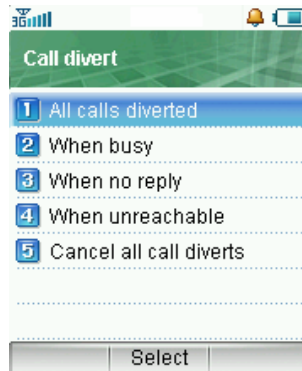 3G
Call divert
1 All calls diverted
2 When busy
3 When no reply
4 When unreachable
5 Cancel all call diverts
Select